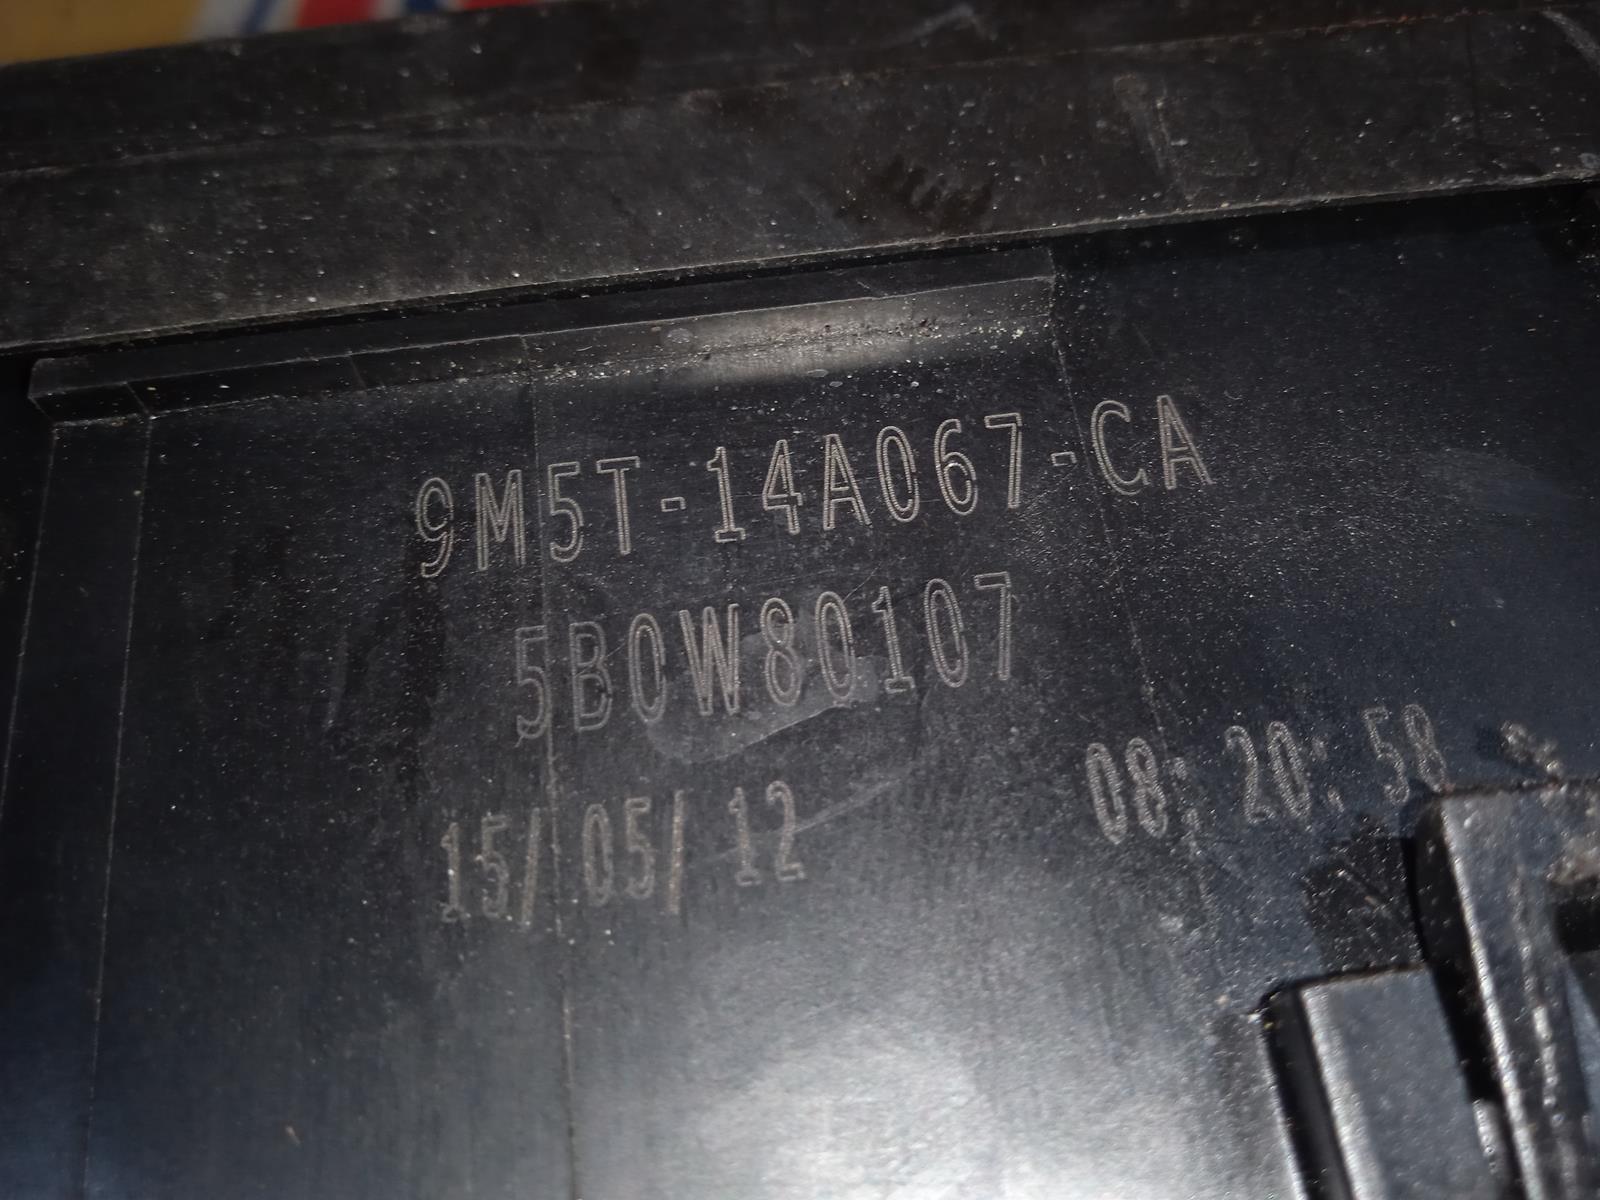 9M5T-14A067-CA
5B0W80107
15/ 05/ 12 08: 20: 58